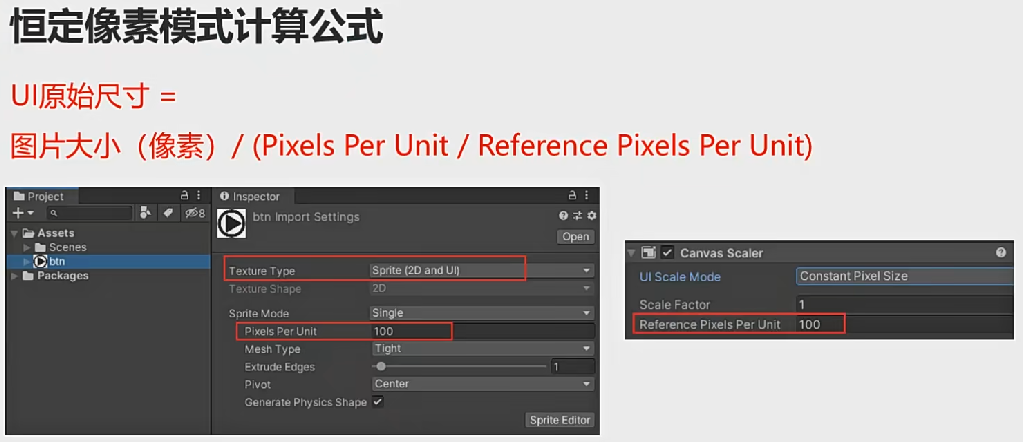 恒定像素模式计算公式
UI原始尺寸 =
图片大小（像素）/ (Pixels Per Unit / Reference Pixels Per Unit)
Project
8
Assets
Scenes
btn
Packages
Inspector
btn Import Settings
Open
Texture Type Sprite (2D and UI)
Texture Shape 2D
Sprite Mode Single
Pixels Per Unit 100
Mesh Type Tight
Extrude Edges 1
Pivot Center
Generate Physics Shape
Sprite Editor
Canvas Scaler
UI Scale Mode Constant Pixel Size
Scale Factor 1
Reference Pixels Per Unit 100